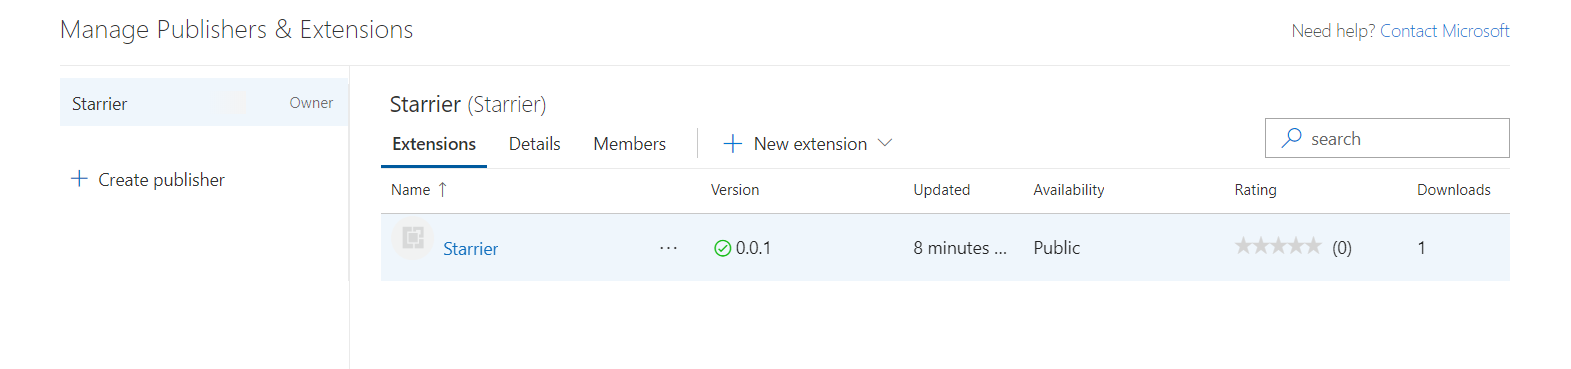 Manage Publishers & Extensions
Need help? Contact Microsoft
Starrier Owner
Create publisher
Starrier (Starrier)
Extensions Details Members New extension
search
Name ↑ Version Updated Availability Rating Downloads
Starrier ... 0.0.1 8 minutes ... Public (0) 1